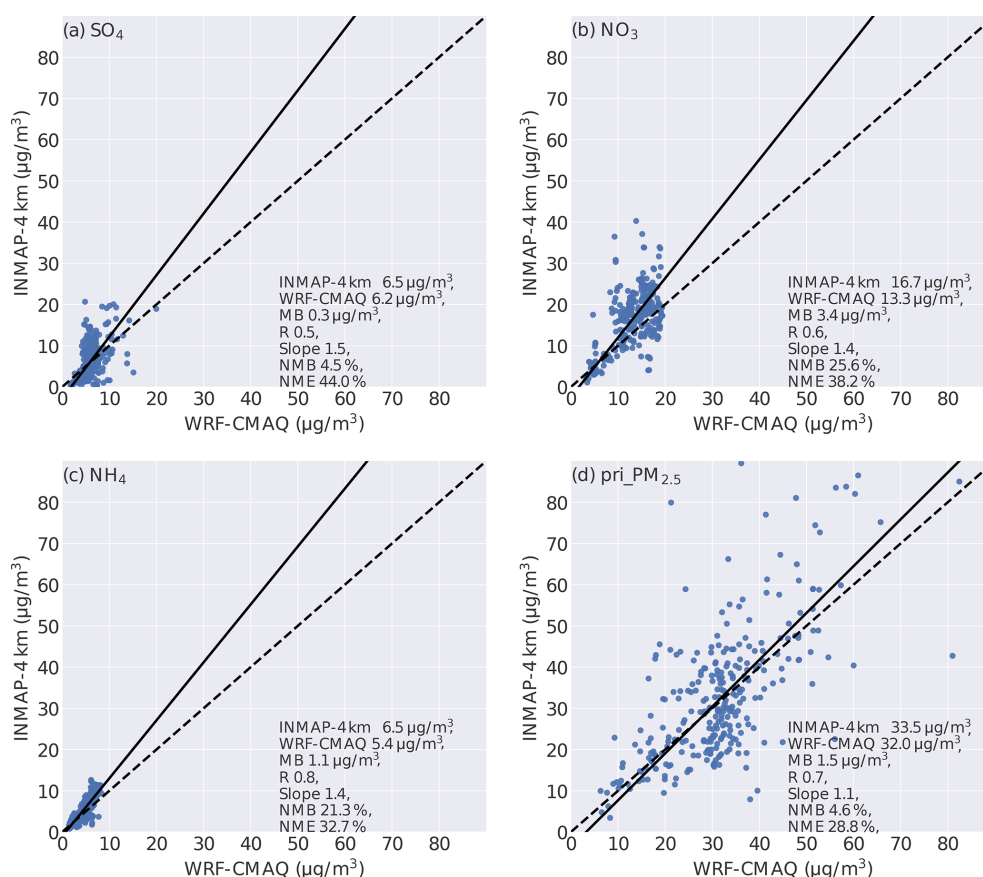 (a) SO₄
80
70
60
50
40
30
20
10
0
INMAP-4 km (μg/m³)
INMAP-4 km 6.5 μg/m³,
WRF-CMAQ 6.2 μg/m³,
MB 0.3 μg/m³,
R 0.5,
Slope 1.5,
NMB 4.5 %,
NME 44.0 %
0 10 20 30 40 50 60 70 80
WRF-CMAQ (μg/m³)
(b) NO₃
80
70
60
50
40
30
20
10
0
INMAP-4 km (μg/m³)
INMAP-4 km 16.7 μg/m³,
WRF-CMAQ 13.3 μg/m³,
MB 3.4 μg/m³,
R 0.6,
Slope 1.4,
NMB 25.6 %,
NME 38.2 %
0 10 20 30 40 50 60 70 80
WRF-CMAQ (μg/m³)
(c) NH₄
80
70
60
50
40
30
20
10
0
INMAP-4 km (μg/m³)
INMAP-4 km 6.5 μg/m³,
WRF-CMAQ 5.4 μg/m³,
MB 1.1 μg/m³,
R 0.8,
Slope 1.4,
NMB 21.3 %,
NME 32.7 %
0 10 20 30 40 50 60 70 80
WRF-CMAQ (μg/m³)
(d) pri_PM₂.₅
80
70
60
50
40
30
20
10
0
INMAP-4 km (μg/m³)
INMAP-4 km 33.5 μg/m³,
WRF-CMAQ 32.0 μg/m³,
MB 1.5 μg/m³,
R 0.7,
Slope 1.1,
NMB 4.6 %,
NME 28.8 %,
0 10 20 30 40 50 60 70 80
WRF-CMAQ (μg/m³)